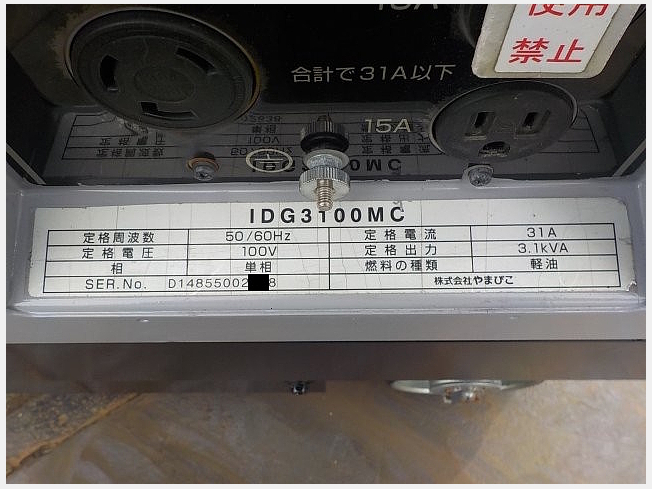 15A
使用
禁止
合計で31A以下
15A
IDG3100MC
定格周波数 50/60Hz 定格電流 31A
定格電圧 100V 定格出力 3.1kVA
相 単相 燃料の種類 軽油
SER.No. D14855002 8 株式会社やまびこ